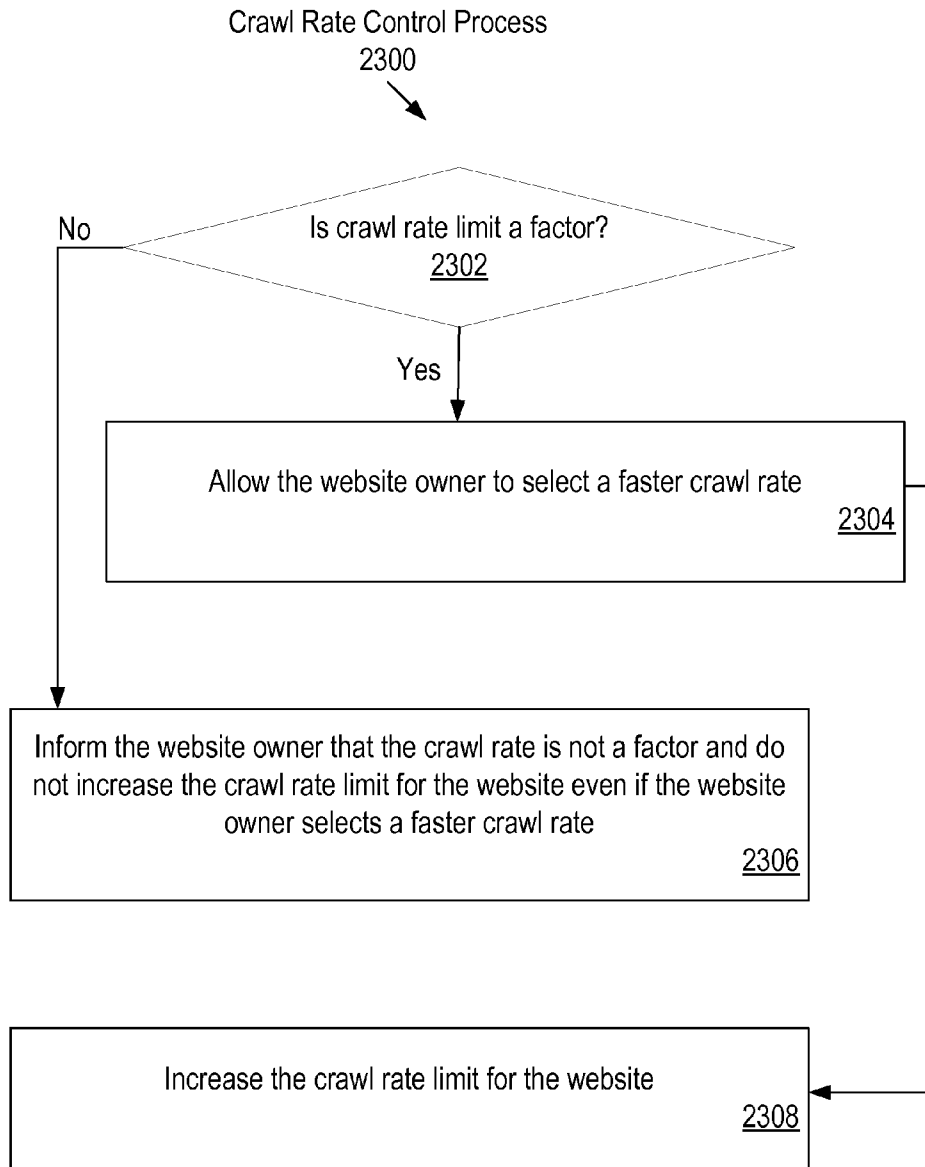 Crawl Rate Control Process
2300
Is crawl rate limit a factor?
2302
No
Yes
Allow the website owner to select a faster crawl rate
2304
Inform the website owner that the crawl rate is not a factor and do
not increase the crawl rate limit for the website even if the website
owner selects a faster crawl rate
2306
Increase the crawl rate limit for the website
2308